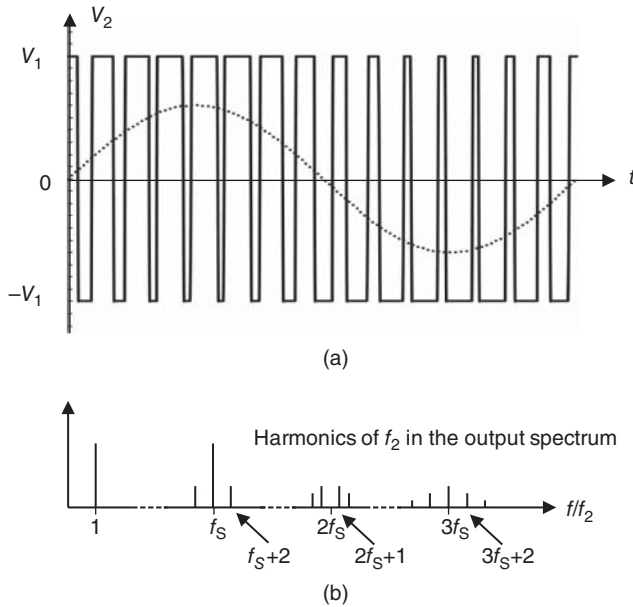 V2
V1
0
t
–V1
(a)
Harmonics of f2 in the output spectrum
1
fS
2fS
3fS
f/f2
fS+2
2fS+1
3fS+2
(b)